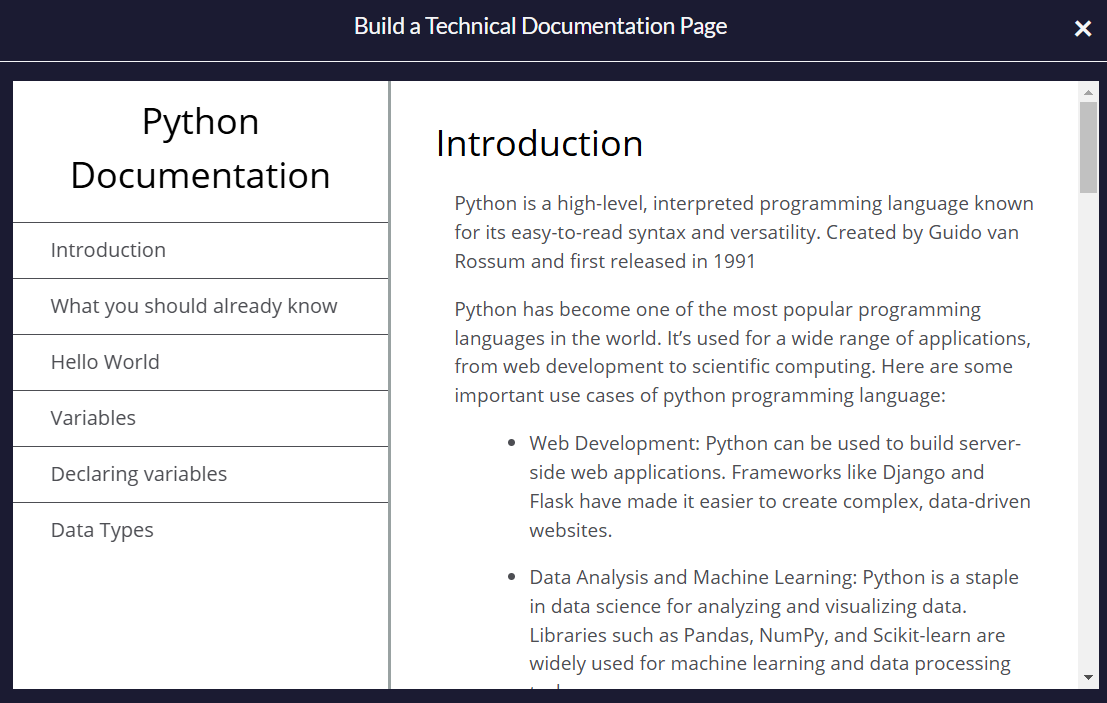 Build a Technical Documentation Page
Python
Documentation
Introduction
What you should already know
Hello World
Variables
Declaring variables
Data Types
Introduction
Python is a high-level, interpreted programming language known
for its easy-to-read syntax and versatility. Created by Guido van
Rossum and first released in 1991
Python has become one of the most popular programming
languages in the world. It’s used for a wide range of applications,
from web development to scientific computing. Here are some
important use cases of python programming language:
Web Development: Python can be used to build server-
side web applications. Frameworks like Django and
Flask have made it easier to create complex, data-driven
websites.
Data Analysis and Machine Learning: Python is a staple
in data science for analyzing and visualizing data.
Libraries such as Pandas, NumPy, and Scikit-learn are
widely used for machine learning and data processing